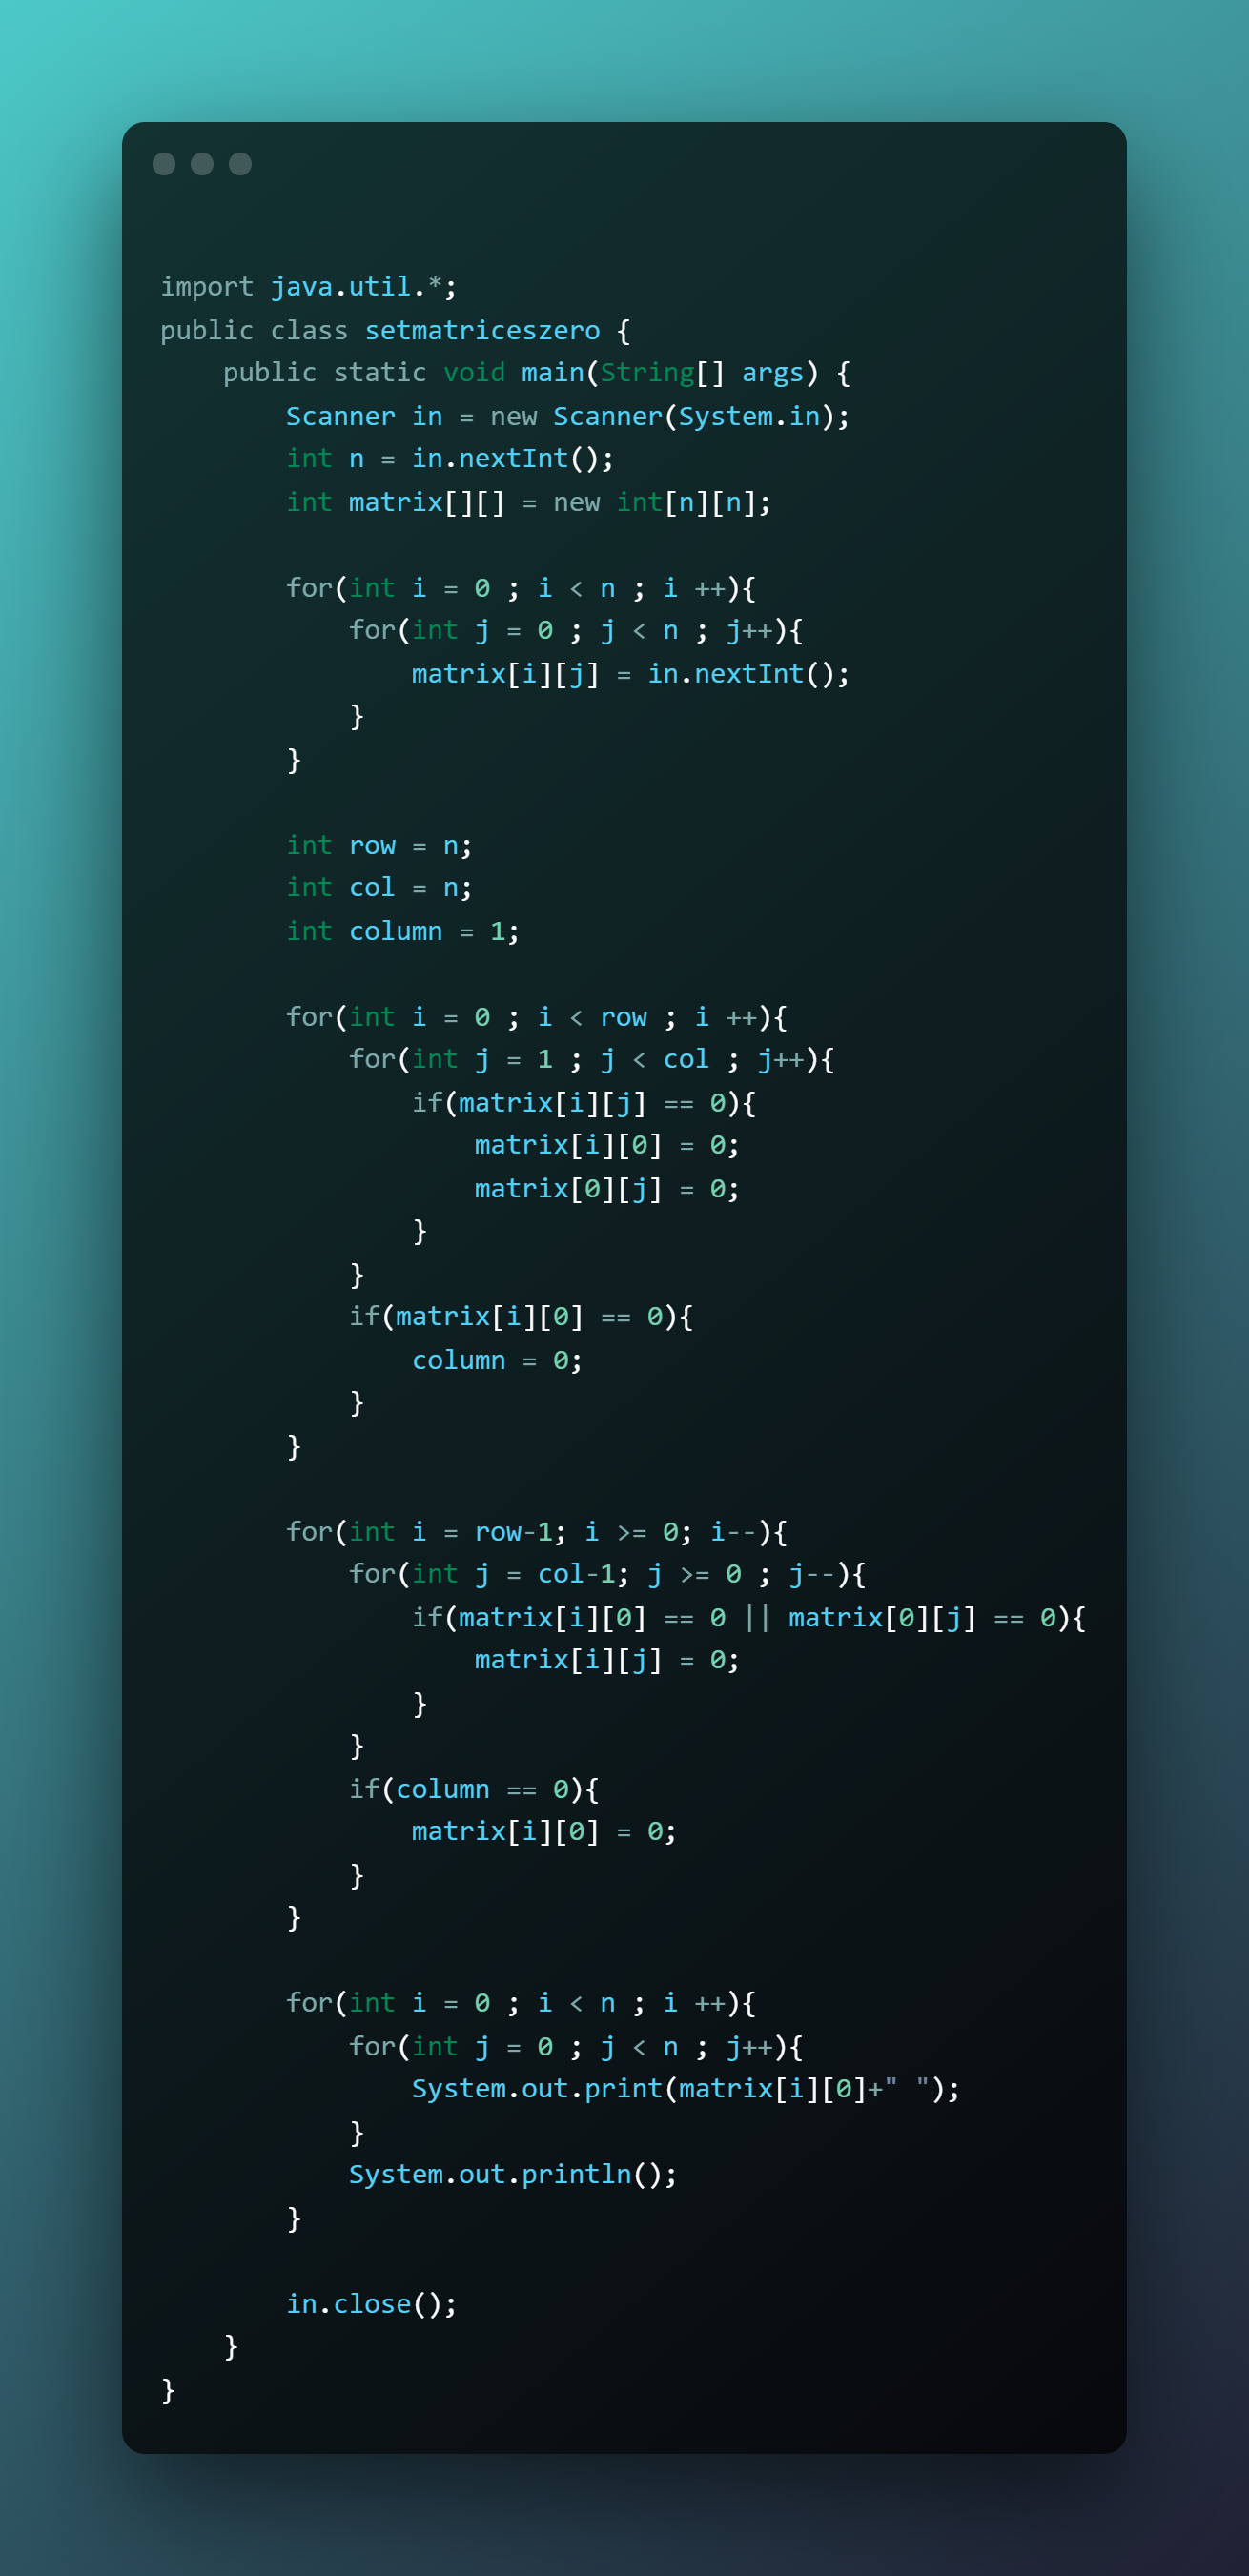 import java.util.*;
public class setmatriceszero {
    public static void main(String[] args) {
        Scanner in = new Scanner(System.in);
        int n = in.nextInt();
        int matrix[][] = new int[n][n];

        for(int i = 0 ; i < n ; i ++){
            for(int j = 0 ; j < n ; j++){
                matrix[i][j] = in.nextInt();
            }
        }

        int row = n;
        int col = n;
        int column = 1;

        for(int i = 0 ; i < row ; i ++){
            for(int j = 1 ; j < col ; j++){
                if(matrix[i][j] == 0){
                    matrix[i][0] = 0;
                    matrix[0][j] = 0;
                }
            }
            if(matrix[i][0] == 0){
                column = 0;
            }
        }

        for(int i = row-1; i >= 0; i--){
            for(int j = col-1; j >= 0 ; j--){
                if(matrix[i][0] == 0 || matrix[0][j] == 0){
                    matrix[i][j] = 0;
                }
            }
            if(column == 0){
                matrix[i][0] = 0;
            }
        }

        for(int i = 0 ; i < n ; i ++){
            for(int j = 0 ; j < n ; j++){
                System.out.print(matrix[i][0]+" ");
            }
            System.out.println();
        }

        in.close();
    }
}